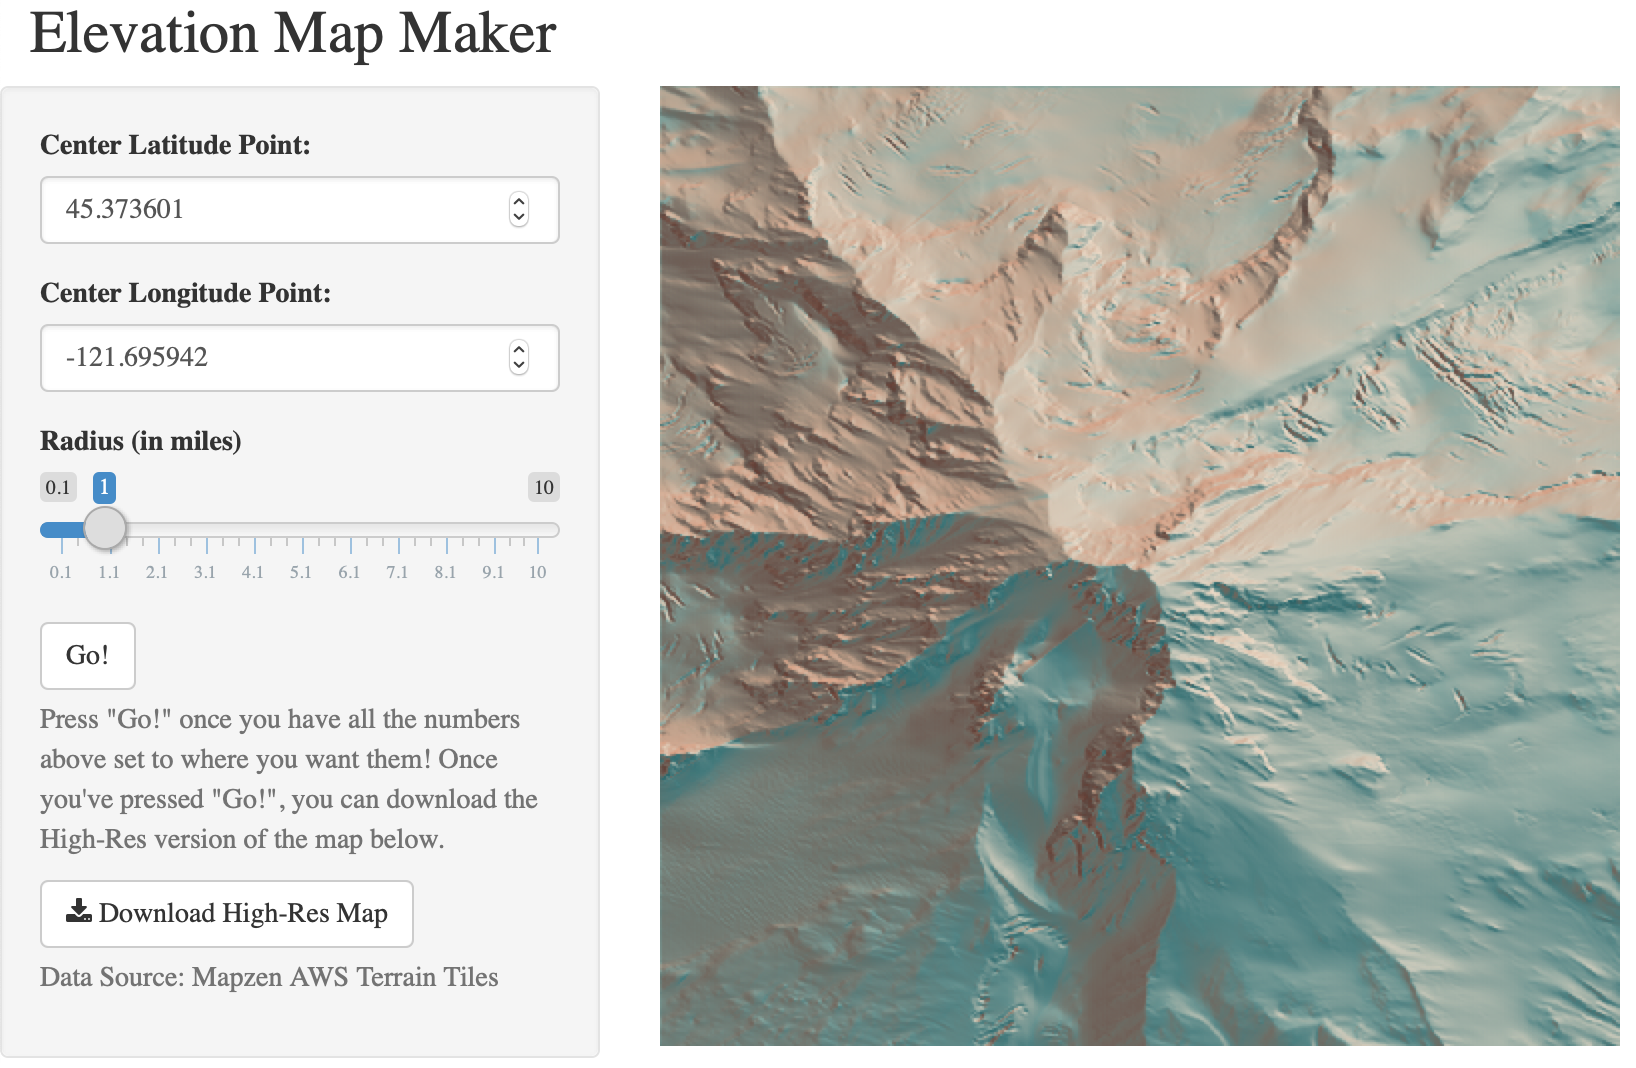 Elevation Map Maker
Center Latitude Point:
45.373601
Center Longitude Point:
-121.695942
Radius (in miles)
0.1 1 10
0.1 1.1 2.1 3.1 4.1 5.1 6.1 7.1 8.1 9.1 10
Go!
Press "Go!" once you have all the numbers
above set to where you want them! Once
you've pressed "Go!", you can download the
High-Res version of the map below.
Download High-Res Map
Data Source: Mapzen AWS Terrain Tiles